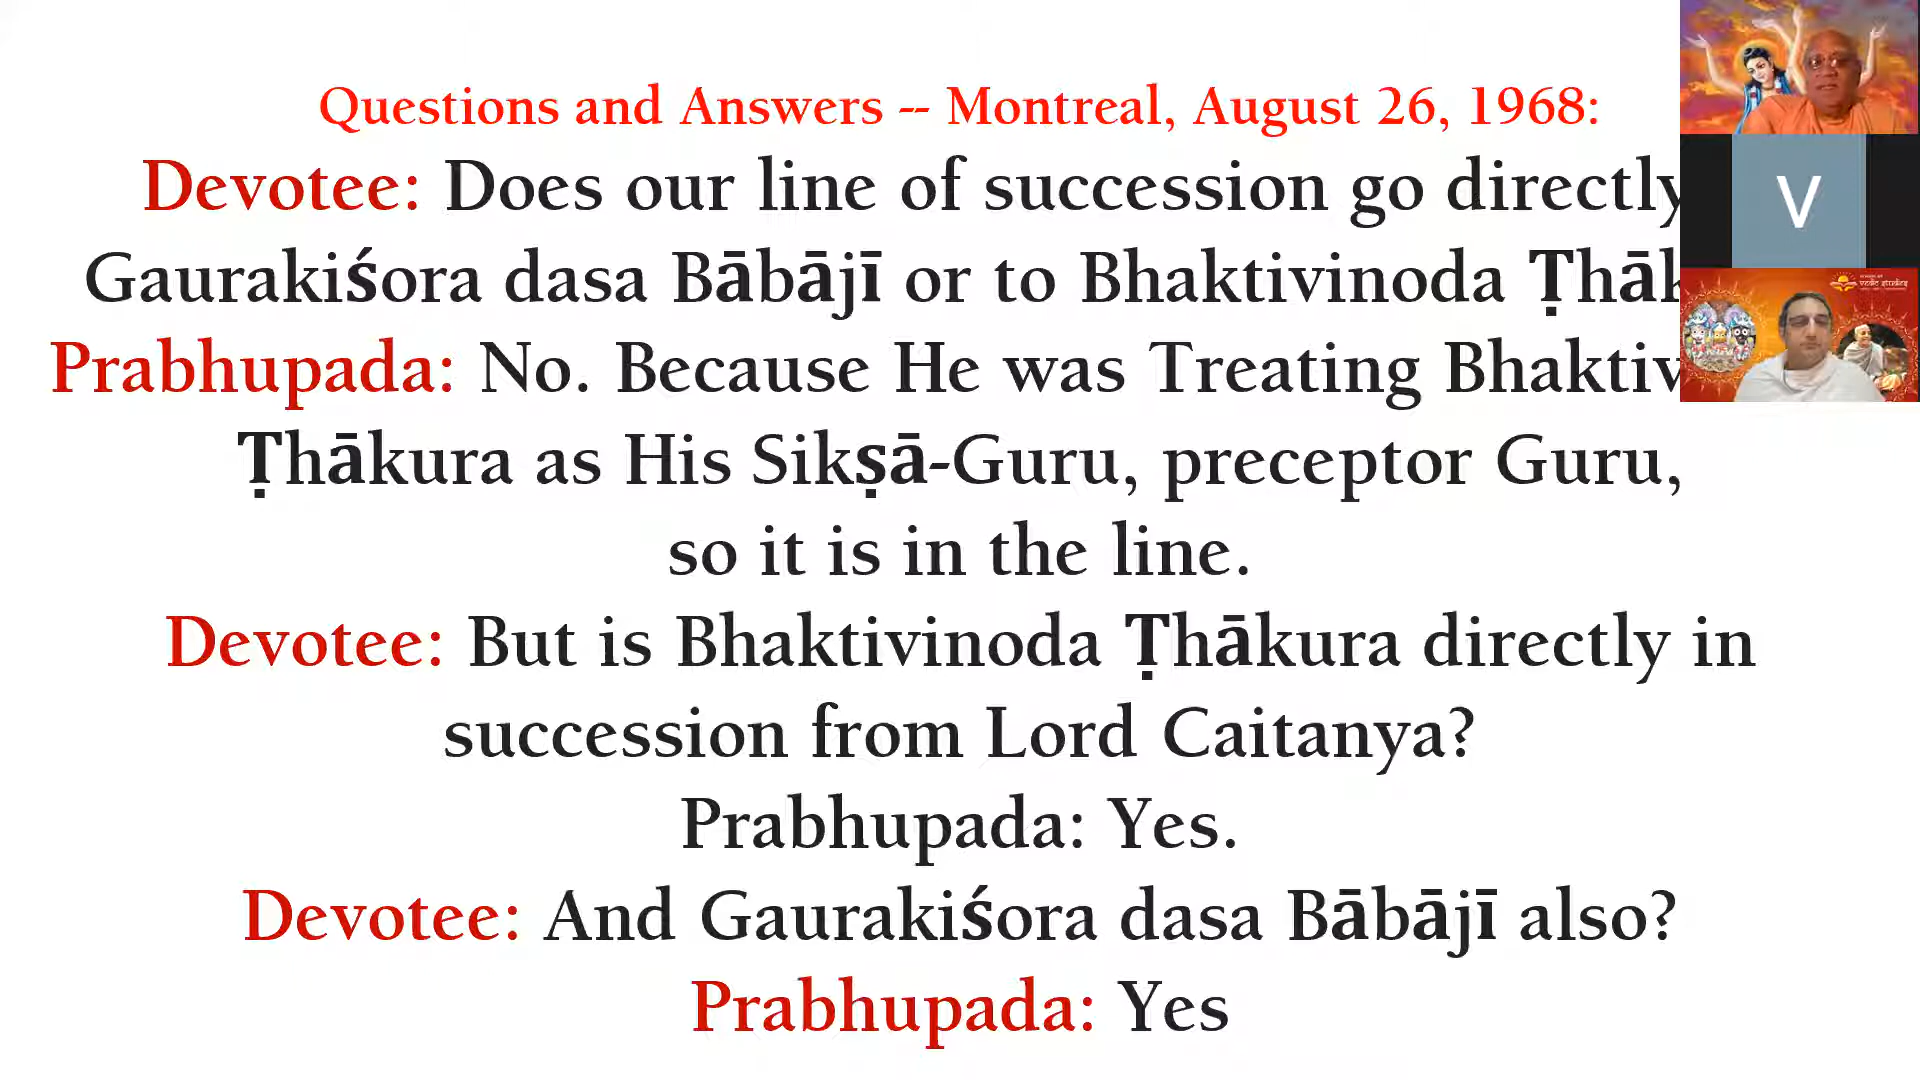 Questions and Answers -- Montreal, August 26, 1968:
Devotee: Does our line of succession go directly
Gaurakiśora dasa Bābājī or to Bhaktivinoda
Prabhupada: No. Because He was Treating
Ṭhākura as His Sikṣā-Guru, preceptor Guru,
so it is in the line.
Devotee: But is Bhaktivinoda Ṭhākura directly in
succession from Lord Caitanya?
Prabhupada: Yes.
Devotee: And Gaurakiśora dasa Bābājī also?
Prabhupada: Yes
V
vedic studies